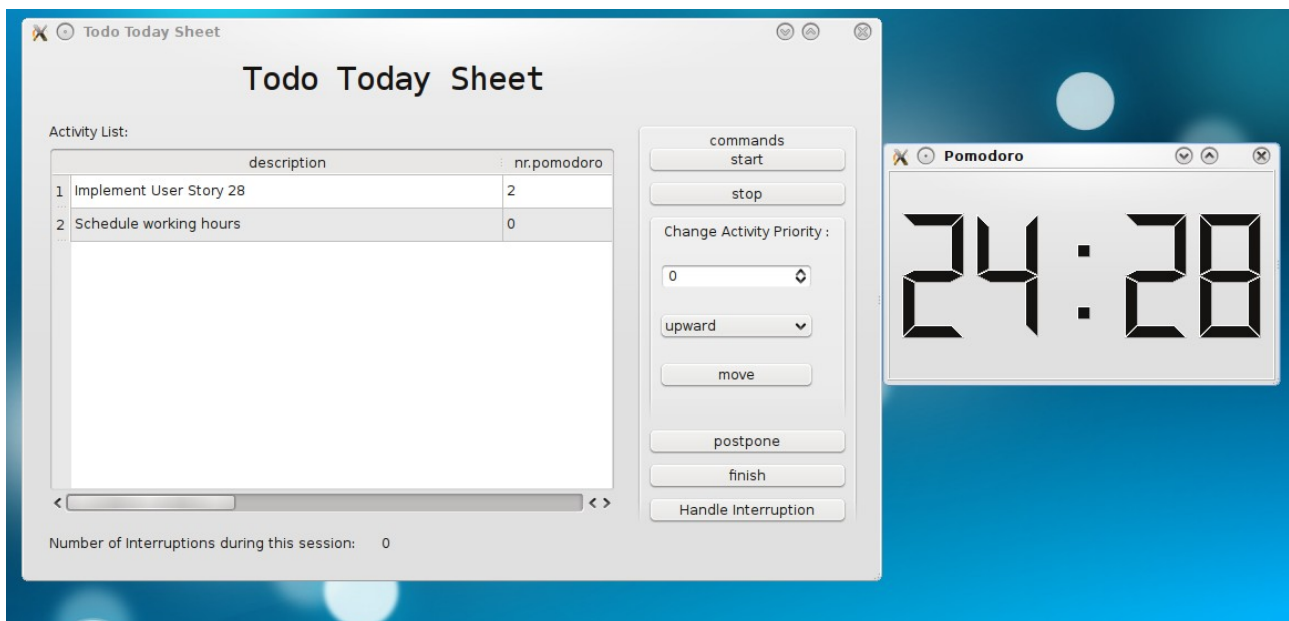 Todo Today Sheet
Todo Today Sheet
Activity List:
description nr.pomodoro
1 Implement User Story 28 2
2 Schedule working hours 0
commands
start
stop
Change Activity Priority :
0
upward
move
postpone
finish
Handle Interruption
Number of Interruptions during this session: 0
Pomodoro
24:28